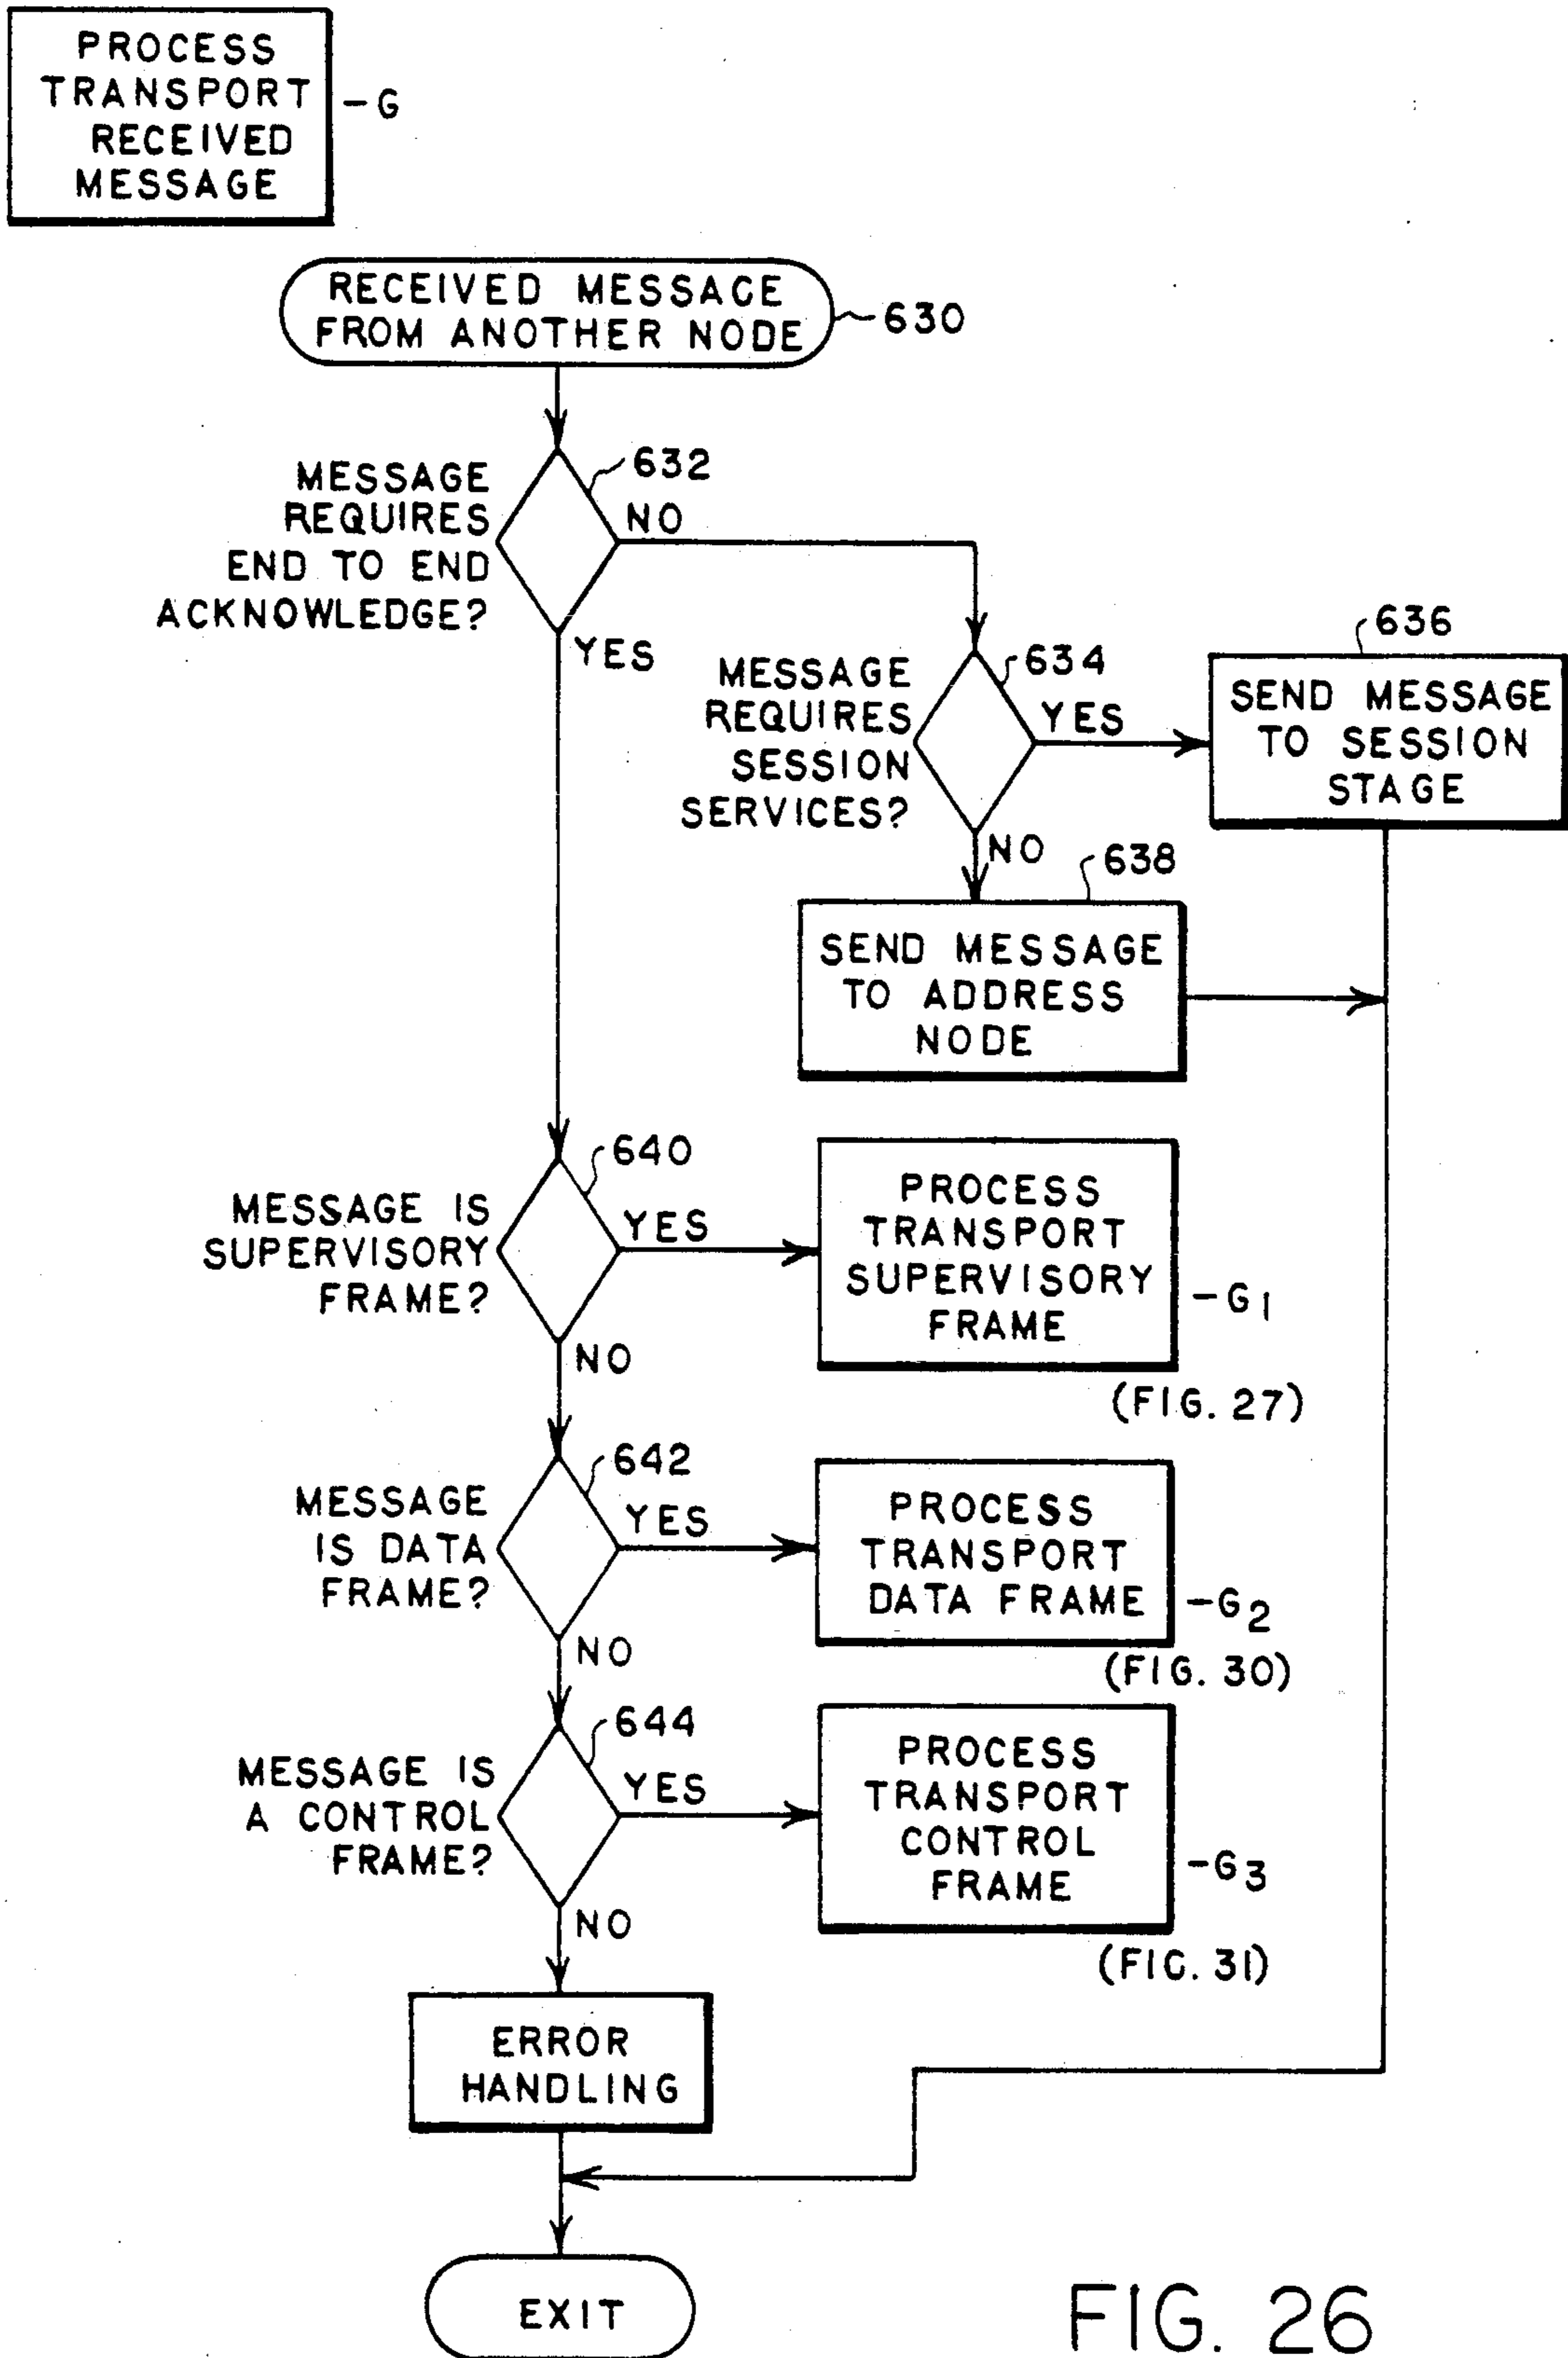 PROCESS
TRANSPORT
RECEIVED
MESSAGE
-G
RECEIVED MESSAGE
FROM ANOTHER NODE
630
632
MESSAGE
REQUIRES
END TO END
ACKNOWLEDGE?
NO
YES
634
MESSAGE
REQUIRES
SESSION
SERVICES?
YES
NO
636
SEND MESSAGE
TO SESSION
STAGE
638
SEND MESSAGE
TO ADDRESS
NODE
640
MESSAGE IS
SUPERVISORY
FRAME?
YES
NO
PROCESS
TRANSPORT
SUPERVISORY
FRAME
-G1
(FIG. 27)
642
MESSAGE
IS DATA
FRAME?
YES
NO
PROCESS
TRANSPORT
DATA FRAME
-G2
(FIG. 30)
644
MESSAGE IS
A CONTROL
FRAME?
YES
NO
PROCESS
TRANSPORT
CONTROL
FRAME
-G3
(FIG. 31)
ERROR
HANDLING
EXIT
FIG. 26